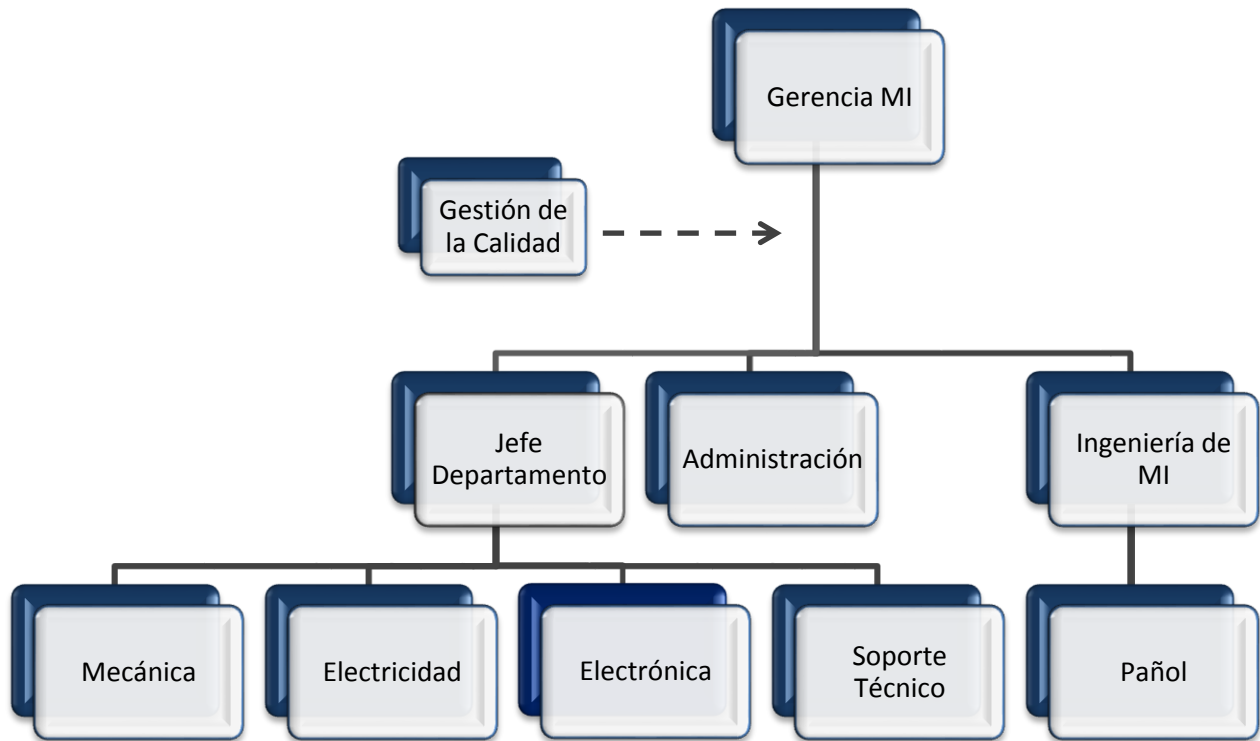 Gerencia MI
Gestión de
la Calidad
Jefe
Departamento
Administración
Ingeniería de
MI
Mecánica
Electricidad
Electrónica
Soporte
Técnico
Pañol